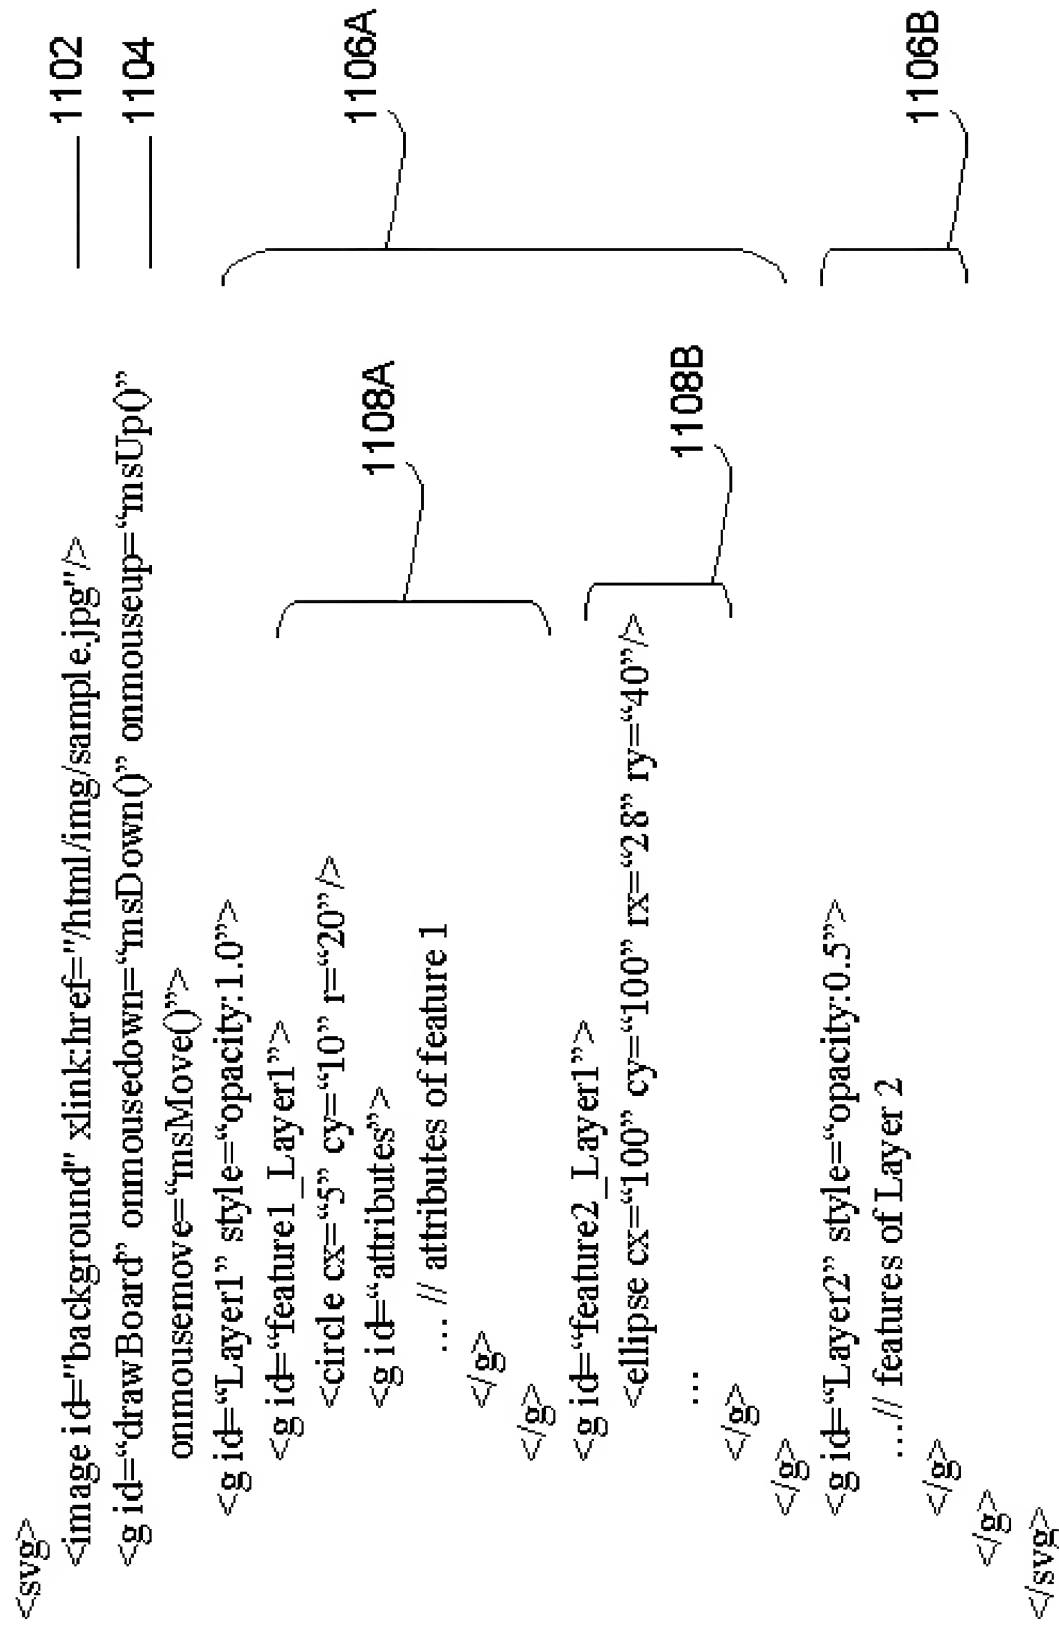 <svg>
<image id="background" xlink:href="/html/img/sample.jpg"/> 1102
<g id=“drawBoard” onmousedown=“msDown()” onmouseup=“msUp()” 1104
onmousemove=“msMove()”>
<g id=“Layer1” style=“opacity:1.0”>
<g id=“feature1_Layer1”>
<circle cx=“5” cy=“10” r=“20”/>
<g id=“attributes”>
1108A
1106A
… // attributes of feature 1
</g>
</g>
<g id=“feature2_Layer1”>
<ellipse cx=“100” cy=“100” rx=“28” ry=“40”/>
…
1108B
</g>
</g>
<g id=“Layer2” style=“opacity:0.5”>
…// features of Layer 2
1106B
</g>
</g>
</svg>